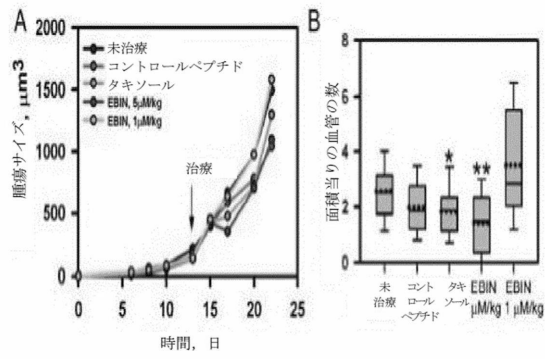 A
腫瘍サイズ, μm3
2000
1500
1000
500
0
未治療
コントロールペプチド
タキソール
EBIN, 5μM/kg
EBIN, 1μM/kg
治療
0 5 10 15 20 25
時間, 日
B
面積当りの血管の数
8
6
4
2
0
*
**
未
治療
コント
ロール
ペプチド
タキ
ソール
EBIN
μM/kg
EBIN
1 μM/kg